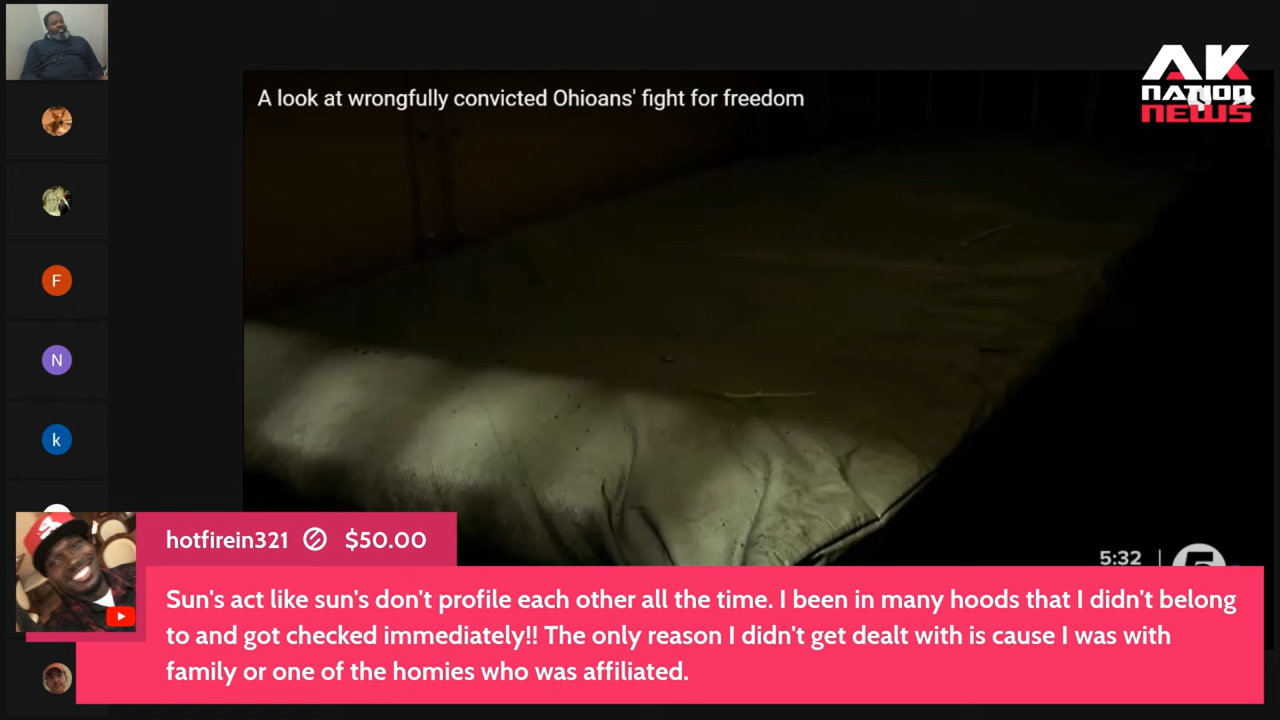 A look at wrongfully convicted Ohioans' fight for freedom
AK
NATION
NEWS
F
N
k
5:32
hotfirein321 $50.00
Sun's act like sun's don't profile each other all the time. I been in many hoods that I didn't belong
to and got checked immediately!! The only reason I didn't get dealt with is cause I was with
family or one of the homies who was affiliated.